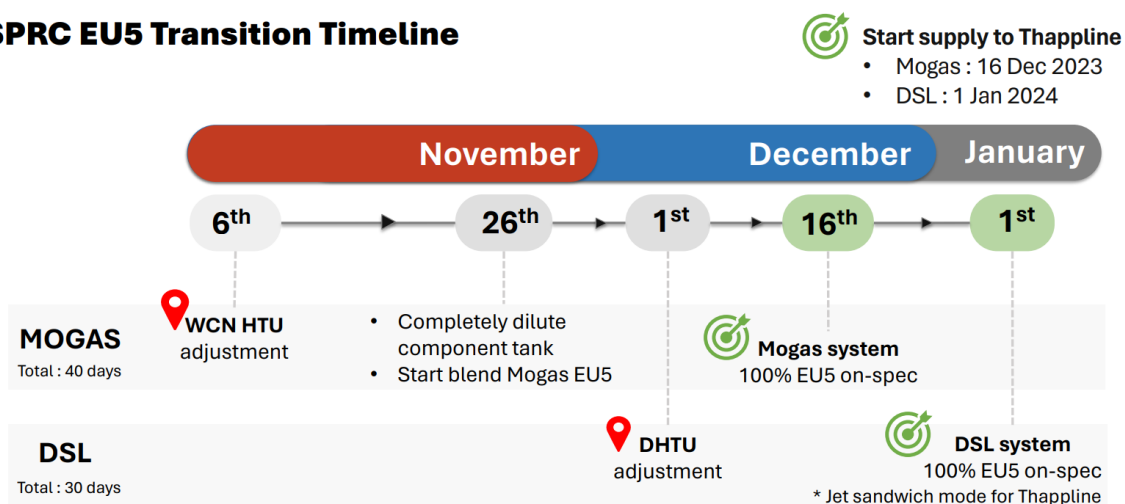 SPRC EU5 Transition Timeline
Start supply to Thappline
• Mogas : 16 Dec 2023
• DSL : 1 Jan 2024
November
December
January
6th
26th
1st
16th
1st
MOGAS
Total : 40 days
WCN HTU
adjustment
• Completely dilute
component tank
• Start blend Mogas EU5
Mogas system
100% EU5 on-spec
DSL
Total : 30 days
DHTU
adjustment
DSL system
100% EU5 on-spec
* Jet sandwich mode for Thappline